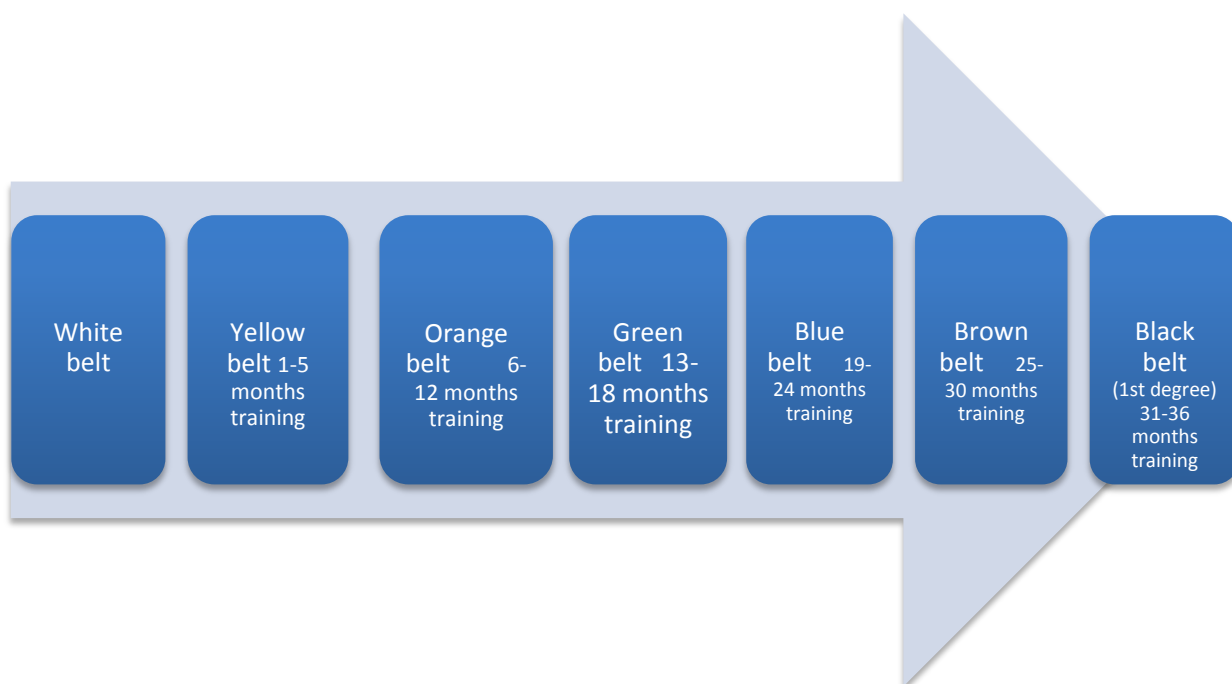 White
belt
Yellow
belt 1-5
months
training
Orange
belt 6-
12 months
training
Green
belt 13-
18 months
training
Blue
belt 19-
24 months
training
Brown
belt 25-
30 months
training
Black
belt
(1st degree)
31-36
months
training